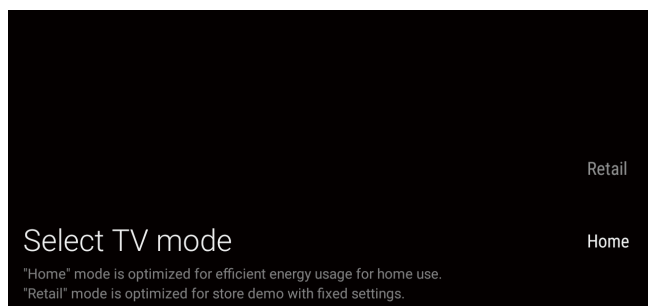 Retail
Select TV mode
Home
"Home" mode is optimized for efficient energy usage for home use.
"Retail" mode is optimized for store demo with fixed settings.